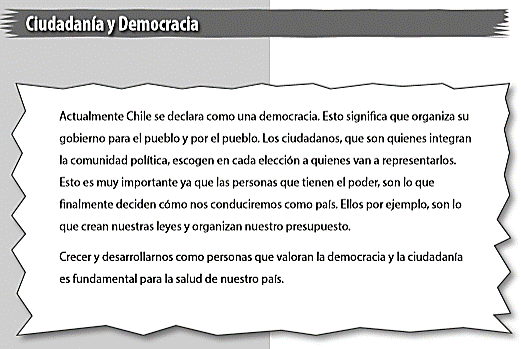 Ciudadanía y Democracia
Actualmente Chile se declara como una democracia. Esto significa que organiza su
gobierno para el pueblo y por el pueblo. Los ciudadanos, que son quienes integran
la comunidad política, escogen en cada elección a quienes van a representarlos.
Esto es muy importante ya que las personas que tienen el poder, son lo que
finalmente deciden cómo nos conduciremos como país. Ellos por ejemplo, son lo
que crean nuestras leyes y organizan nuestro presupuesto.
Crecer y desarrollarnos como personas que valoran la democracia y la ciudadanía
es fundamental para la salud de nuestro país.